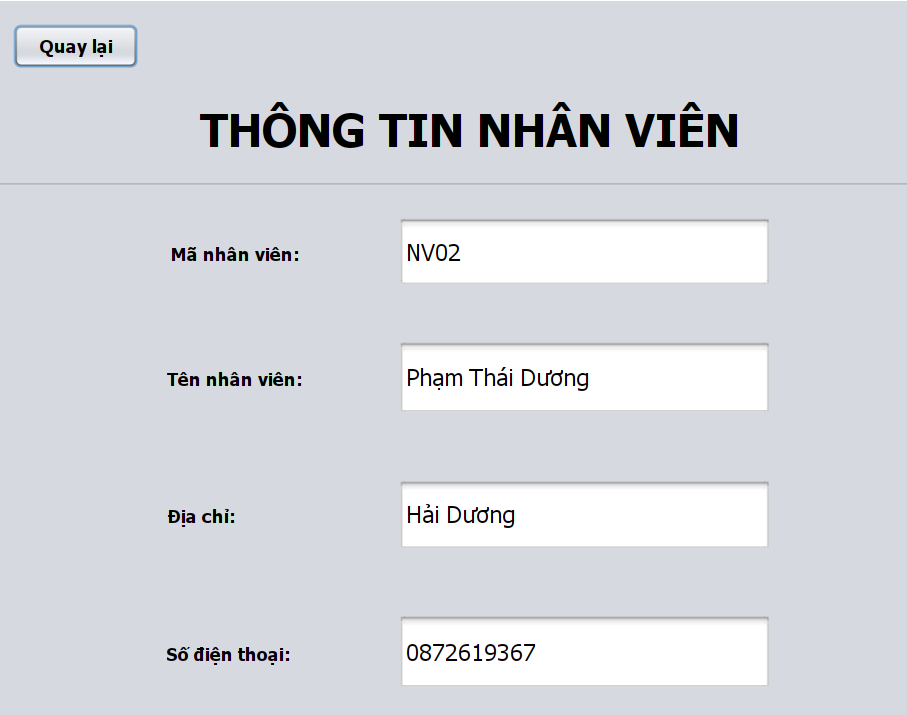 Quay lại
THÔNG TIN NHÂN VIÊN
Mã nhân viên: NV02
Tên nhân viên: Phạm Thái Dương
Địa chỉ: Hải Dương
Số điện thoại: 0872619367